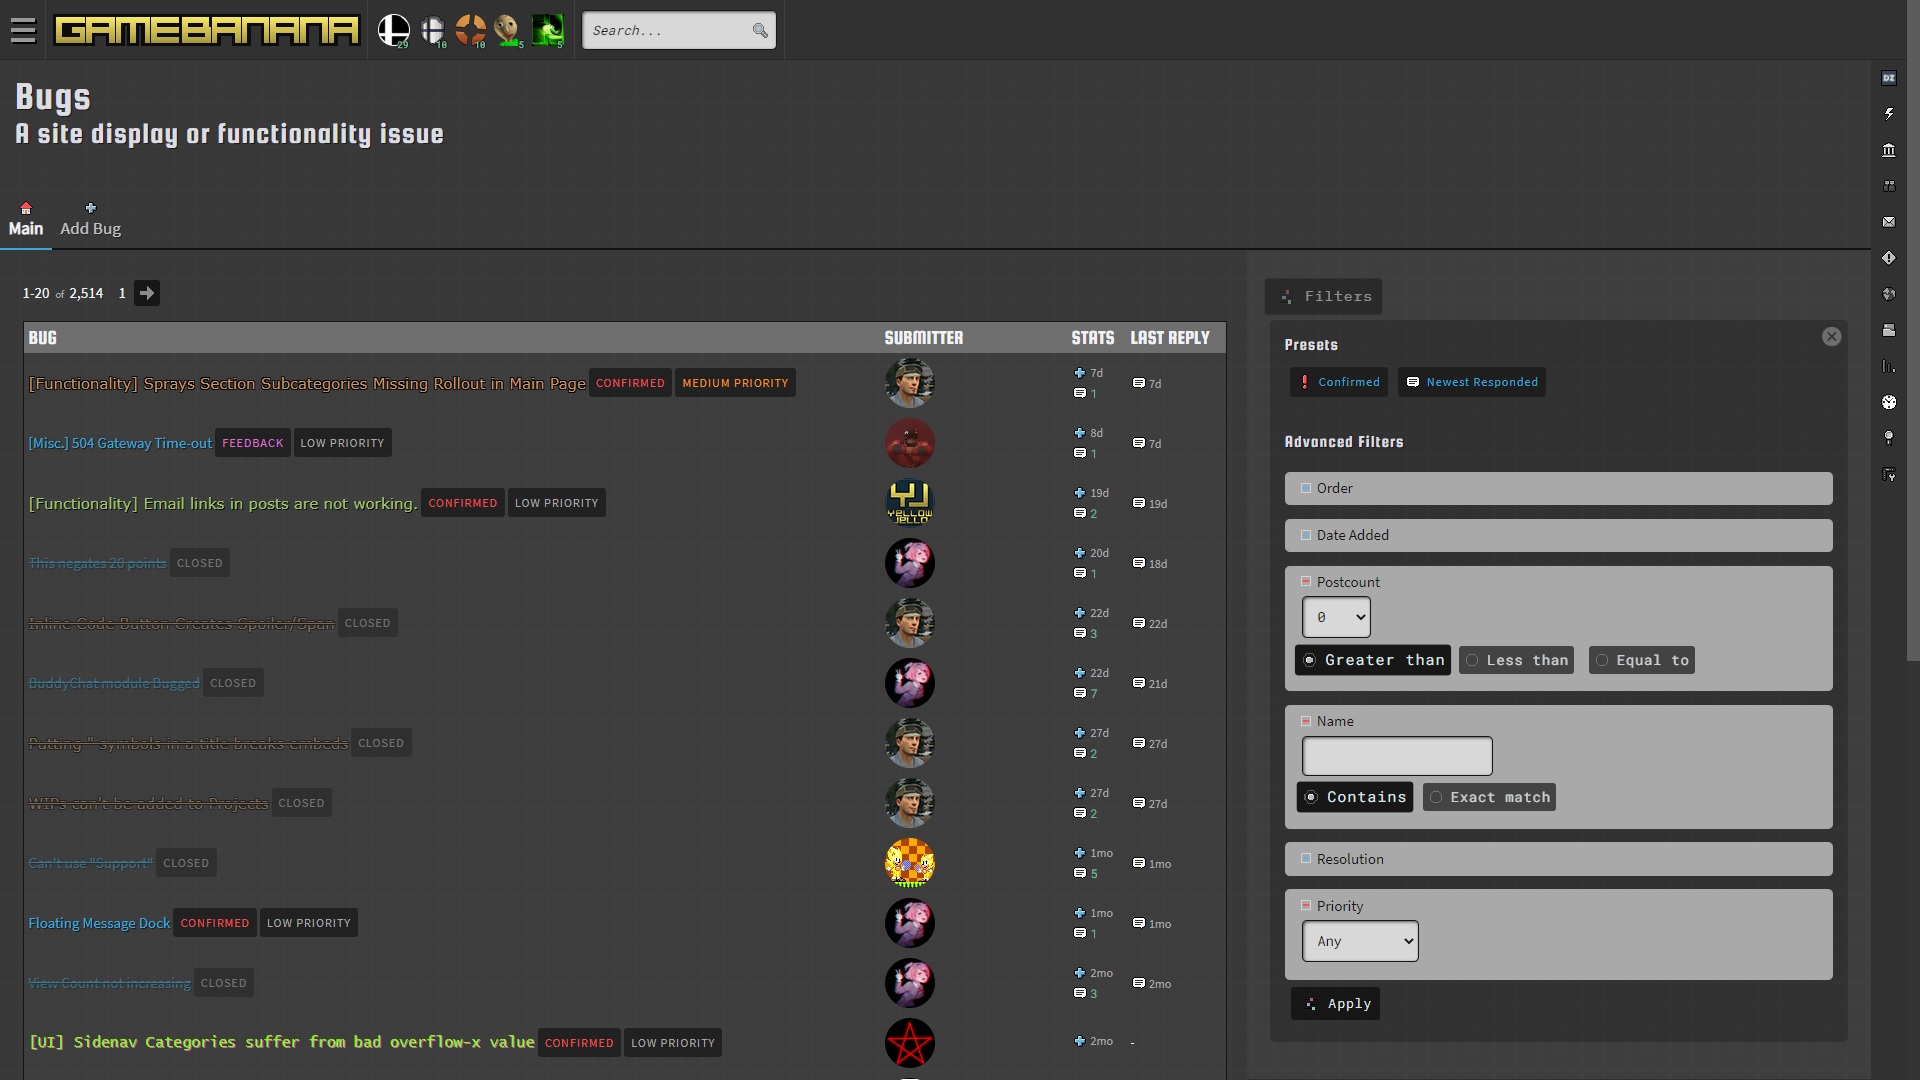 GAMEBANANA
29
10
10
5
5
Search...
Bugs
A site display or functionality issue
Main
Add Bug
1-20 of 2,514 1
BUG SUBMITTER STATS LAST REPLY
[Functionality] Sprays Section Subcategories Missing Rollout in Main Page CONFIRMED MEDIUM PRIORITY
7d
1
7d
[Misc.] 504 Gateway Time-out FEEDBACK LOW PRIORITY
8d
1
7d
[Functionality] Email links in posts are not working. CONFIRMED LOW PRIORITY
YJ
YELLOW
JELLO
19d
2
19d
This negates 20 points CLOSED
20d
1
18d
Inline Code Button Creates Spoiler/Span CLOSED
22d
3
22d
BuddyChat module Bugged CLOSED
22d
7
21d
Putting " symbols in a title breaks embeds CLOSED
27d
2
27d
WIPs can't be added to Projects CLOSED
27d
2
27d
Can't use "Support" CLOSED
1mo
5
1mo
Floating Message Dock CONFIRMED LOW PRIORITY
1mo
1
1mo
View Count not increasing CLOSED
2mo
3
2mo
[UI] Sidenav Categories suffer from bad overflow-x value CONFIRMED LOW PRIORITY
2mo
-
Filters
Presets
Confirmed
Newest Responded
Advanced Filters
Order
Date Added
Postcount
0
Greater than
Less than
Equal to
Name
Contains
Exact match
Resolution
Priority
Any
Apply
DZ